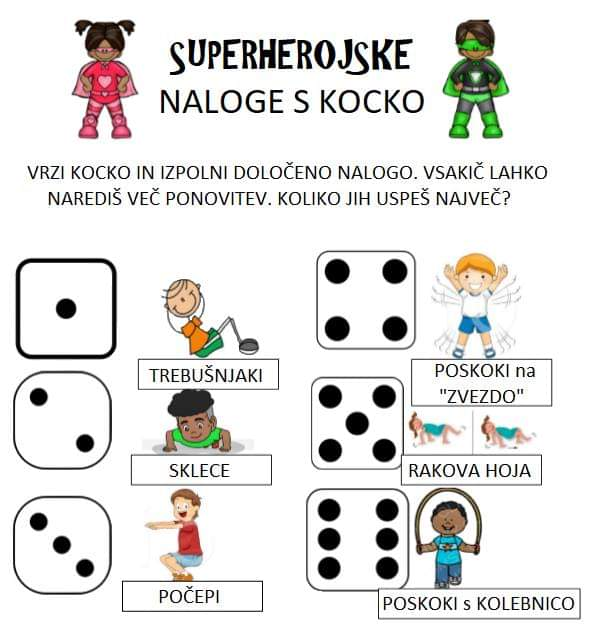 SUPERHEROJSKE
NALOGE S KOCKO
VRZI KOCKO IN IZPOLNI DOLOČENO NALOGO. VSAKIČ LAHKO
NAREDIŠ VEČ PONOVITEV. KOLIKO JIH USPEŠ NAJVEČ?
TREBUŠNJAKI
SKLECE
POČEPI
POSKOKI na
"ZVEZDO"
RAKOVA HOJA
POSKOKI s KOLEBNICO